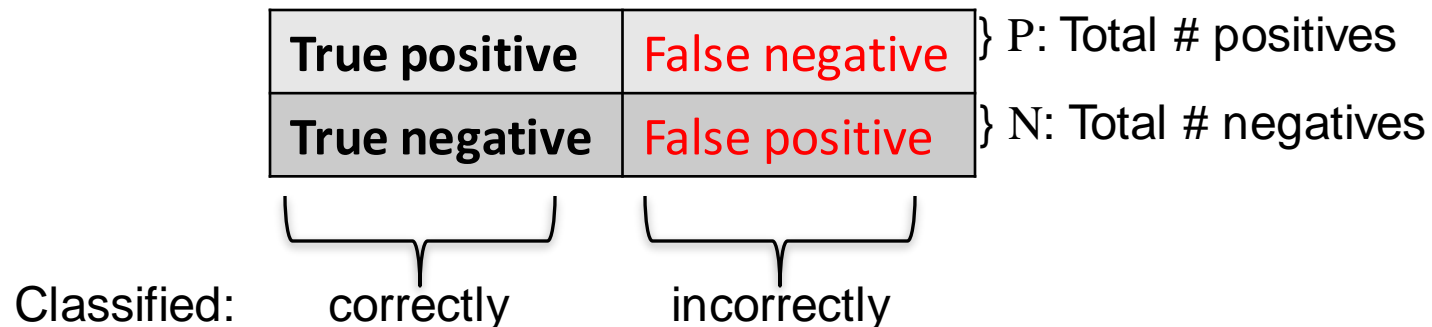 True positive False negative } P: Total # positives
True negative False positive } N: Total # negatives
Classified: correctly incorrectly